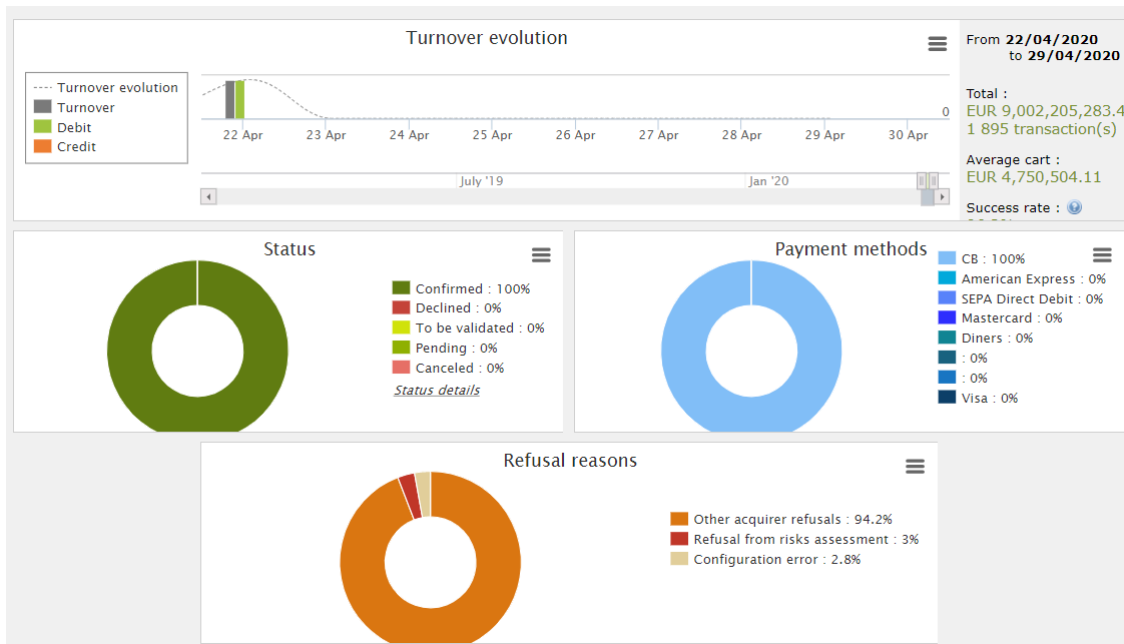 Turnover evolution
Turnover evolution
Turnover
Debit
Credit
0
22 Apr 23 Apr 24 Apr 25 Apr 26 Apr 27 Apr 28 Apr 29 Apr 30 Apr
July '19 Jan '20
From 22/04/2020
to 29/04/2020
Total :
EUR 9,002,205,283.4
1 895 transaction(s)
Average cart :
EUR 4,750,504.11
Success rate :
Status
Confirmed : 100%
Declined : 0%
To be validated : 0%
Pending : 0%
Canceled : 0%
Status details
Payment methods
CB : 100%
American Express : 0%
SEPA Direct Debit : 0%
Mastercard : 0%
Diners : 0%
: 0%
: 0%
Visa : 0%
Refusal reasons
Other acquirer refusals : 94.2%
Refusal from risks assessment : 3%
Configuration error : 2.8%